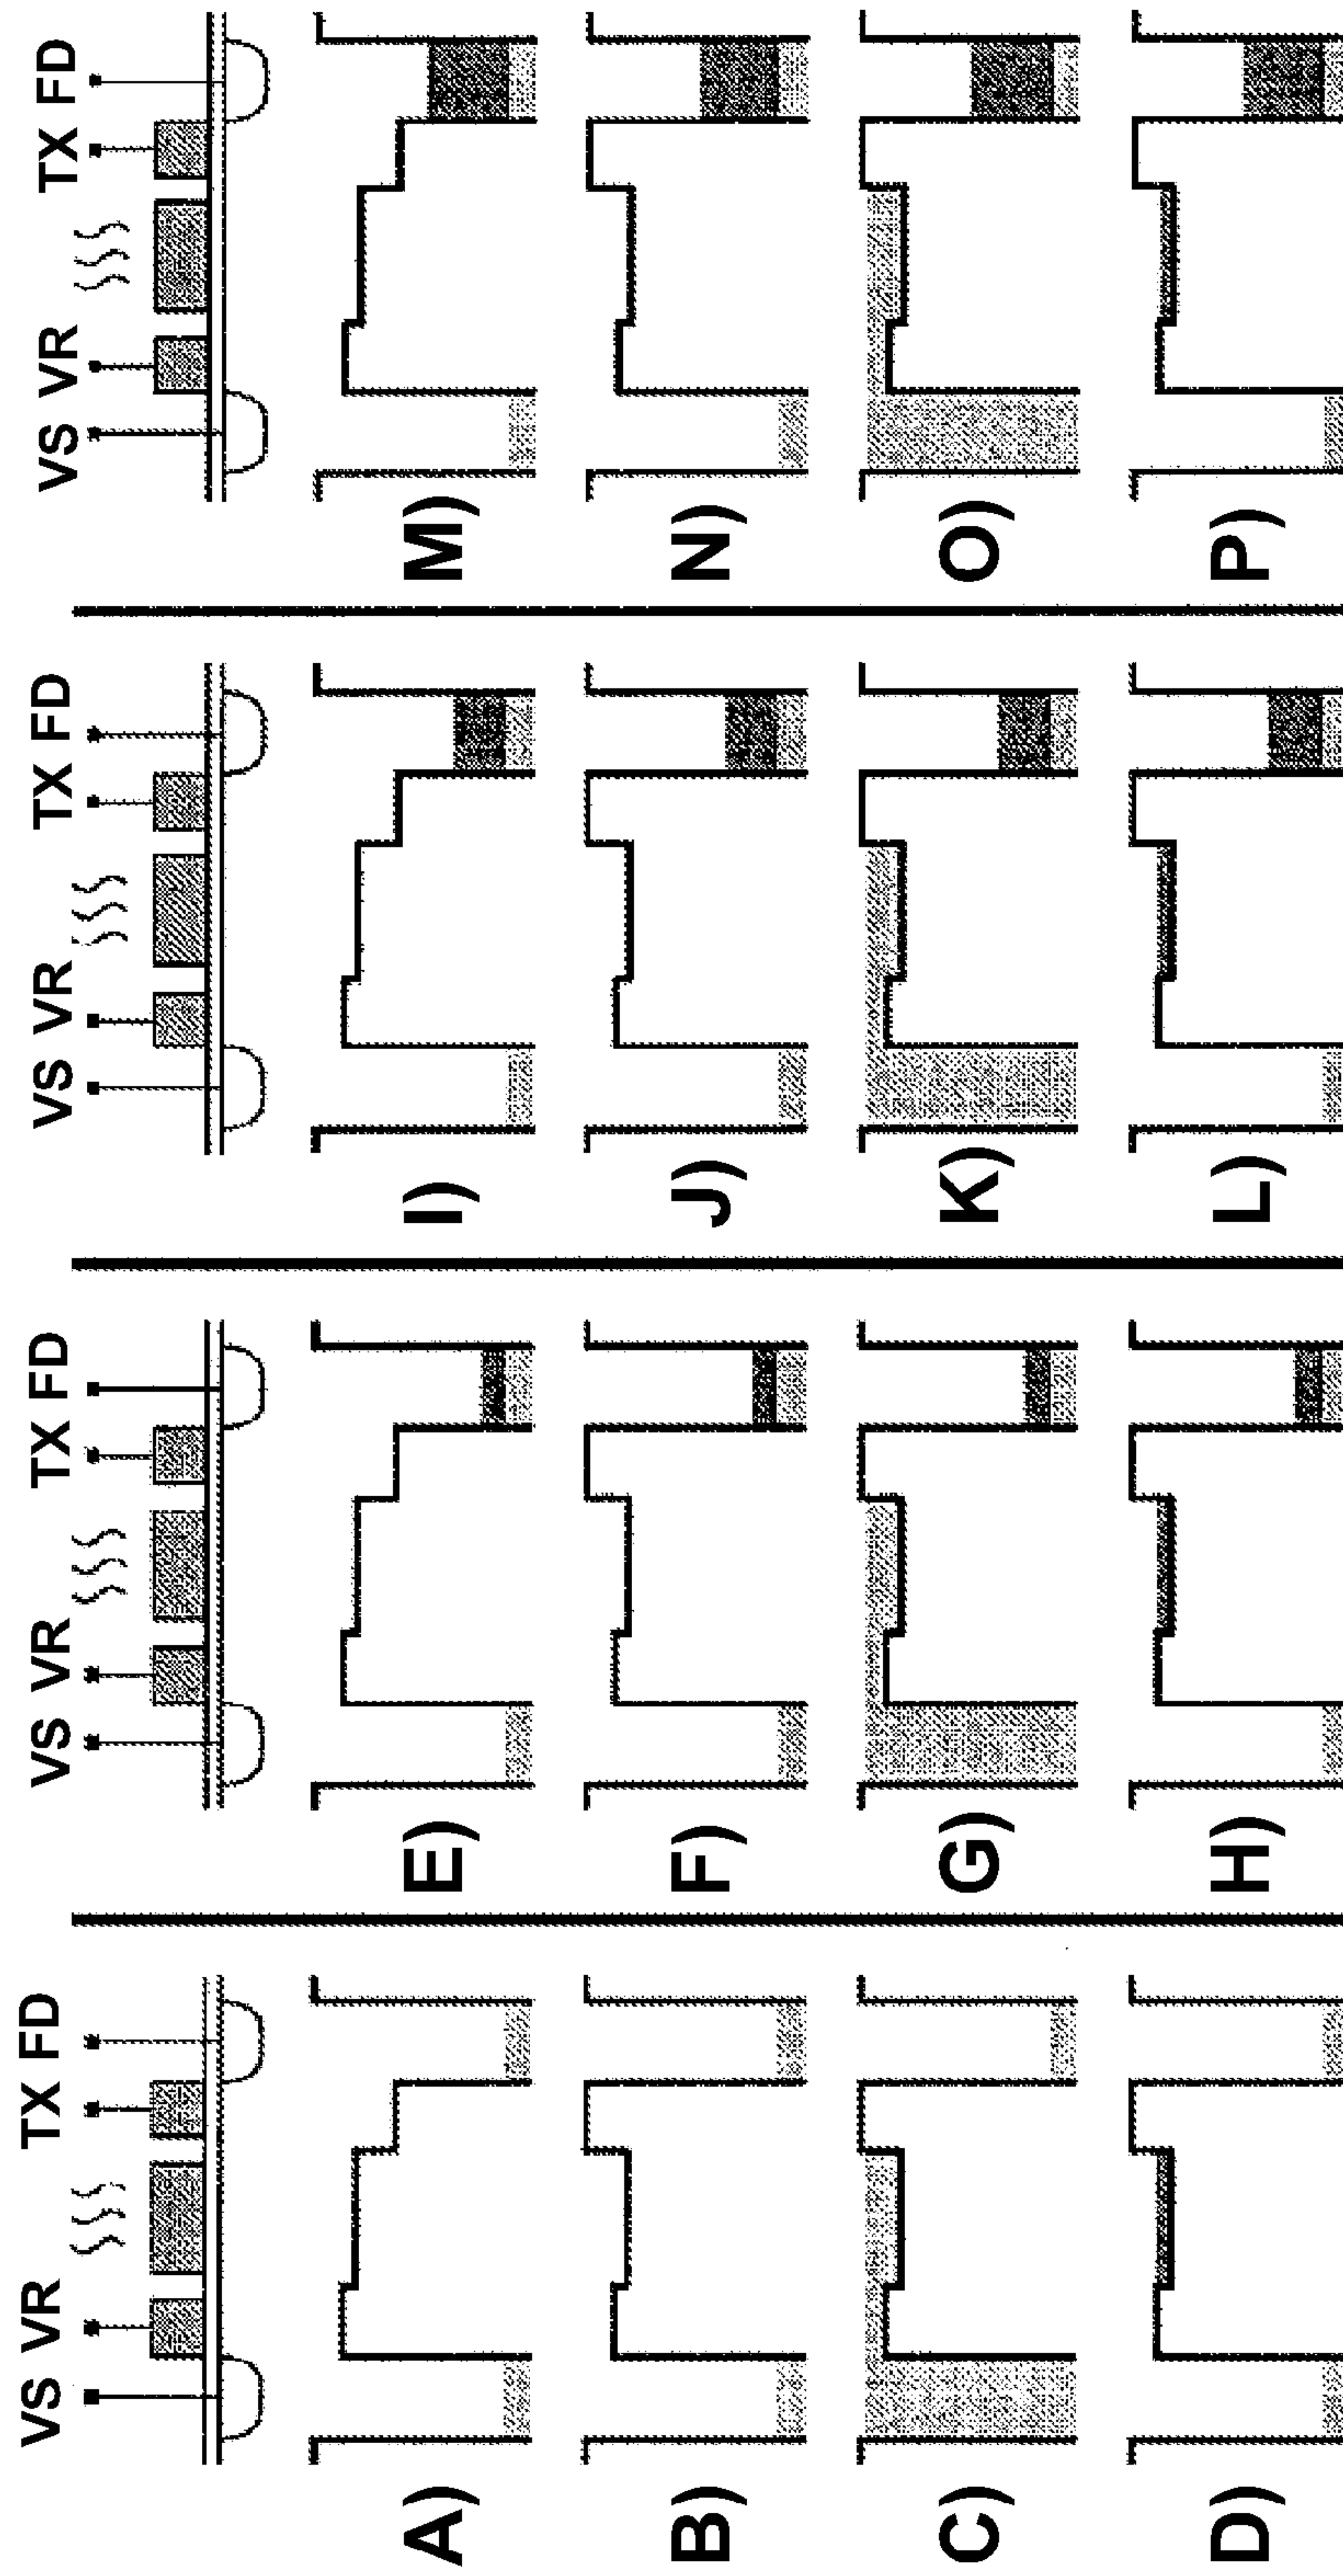 VS VR TX FD
A)
B)
C)
D)
VS VR TX FD
E)
F)
G)
H)
VS VR TX FD
I)
J)
K)
L)
VS VR TX FD
M)
N)
O)
P)